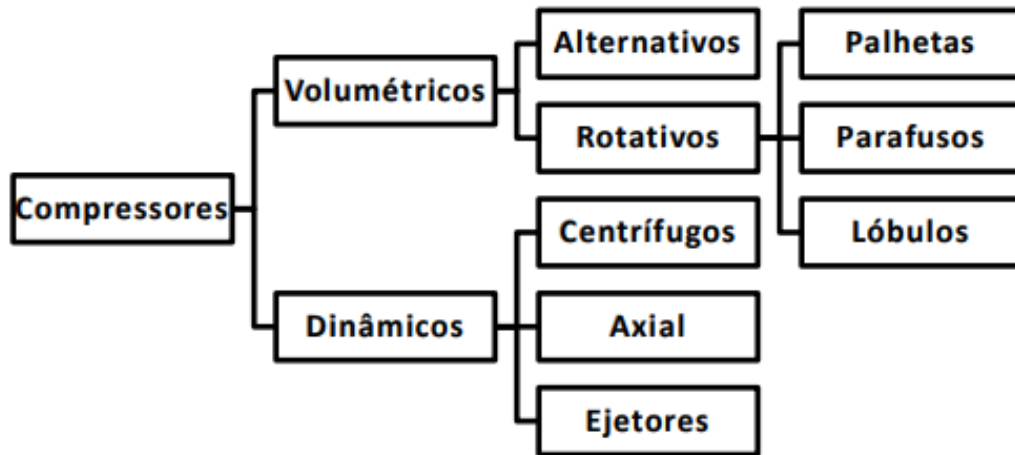 Compressores
Volumétricos
Alternativos
Rotativos
Palhetas
Parafusos
Lóbulos
Dinâmicos
Centrífugos
Axial
Ejetores